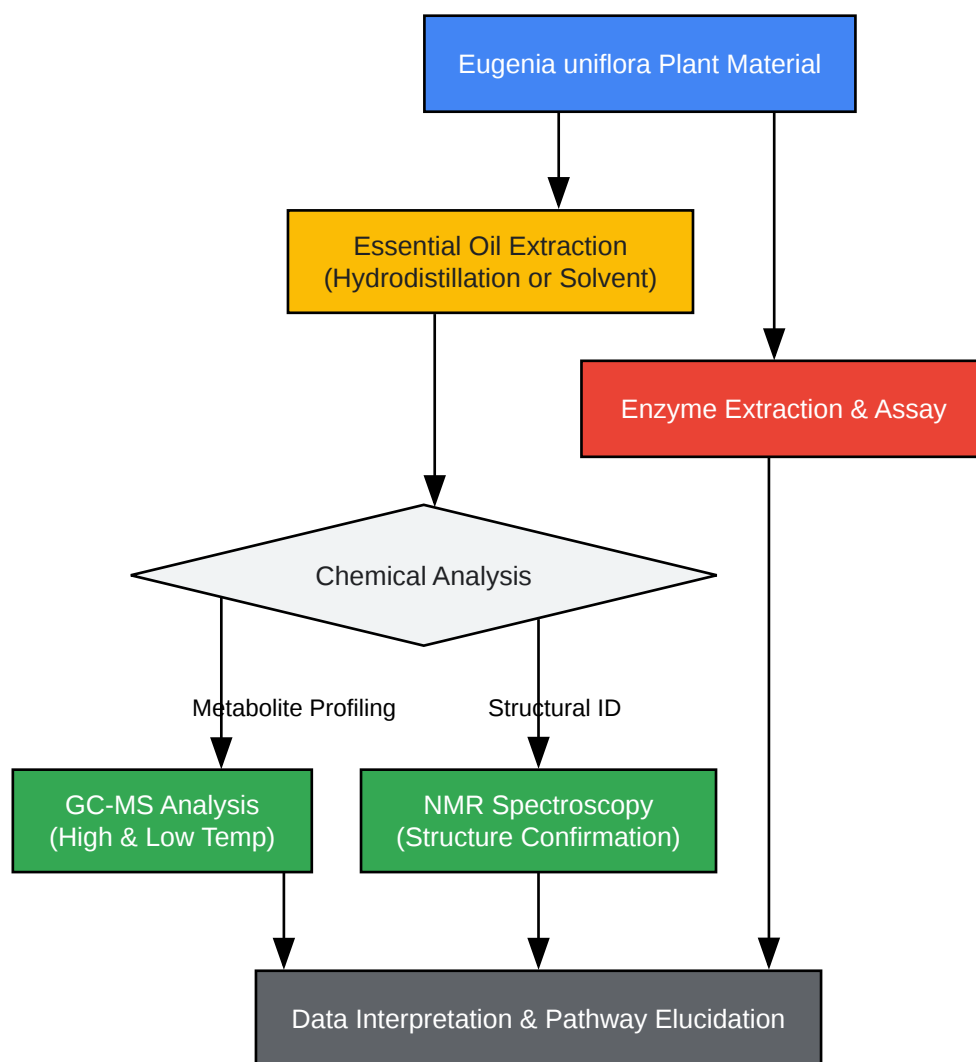 Eugenia uniflora Plant Material
Essential Oil Extraction
(Hydrodistillation or Solvent)
Enzyme Extraction & Assay
Chemical Analysis
Metabolite Profiling
Structural ID
GC-MS Analysis
(High & Low Temp)
NMR Spectroscopy
(Structure Confirmation)
Data Interpretation & Pathway Elucidation